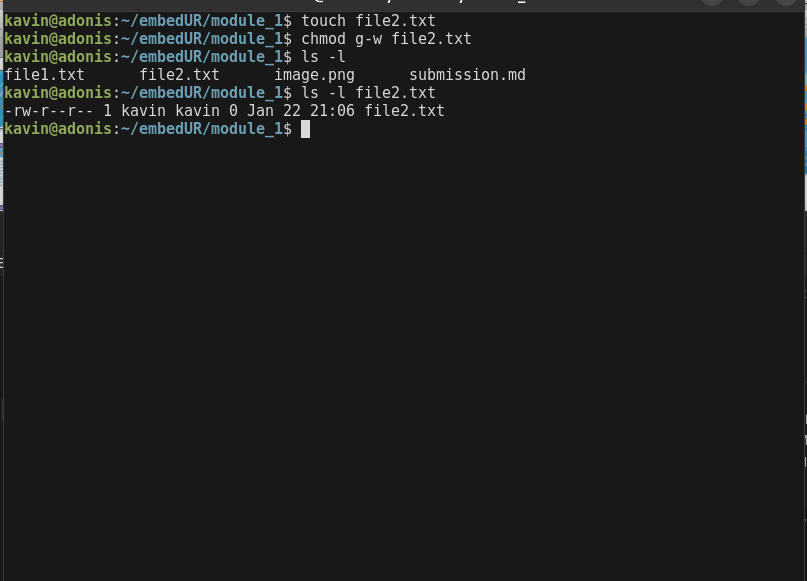 kavin@adonis:~/embedUR/module_1$ touch file2.txt
kavin@adonis:~/embedUR/module_1$ chmod g-w file2.txt
kavin@adonis:~/embedUR/module_1$ ls -l
file1.txt      file2.txt      image.png      submission.md
kavin@adonis:~/embedUR/module_1$ ls -l file2.txt
-rw-r--r-- 1 kavin kavin 0 Jan 22 21:06 file2.txt
kavin@adonis:~/embedUR/module_1$